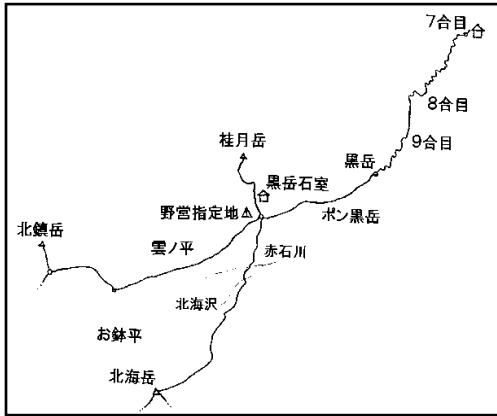 7合目
8合目
9合目
桂月岳
黒岳
黒岳石室
野営指定地
ポン黒岳
北鎮岳
雲ノ平
赤石川
北海沢
お鉢平
北海岳